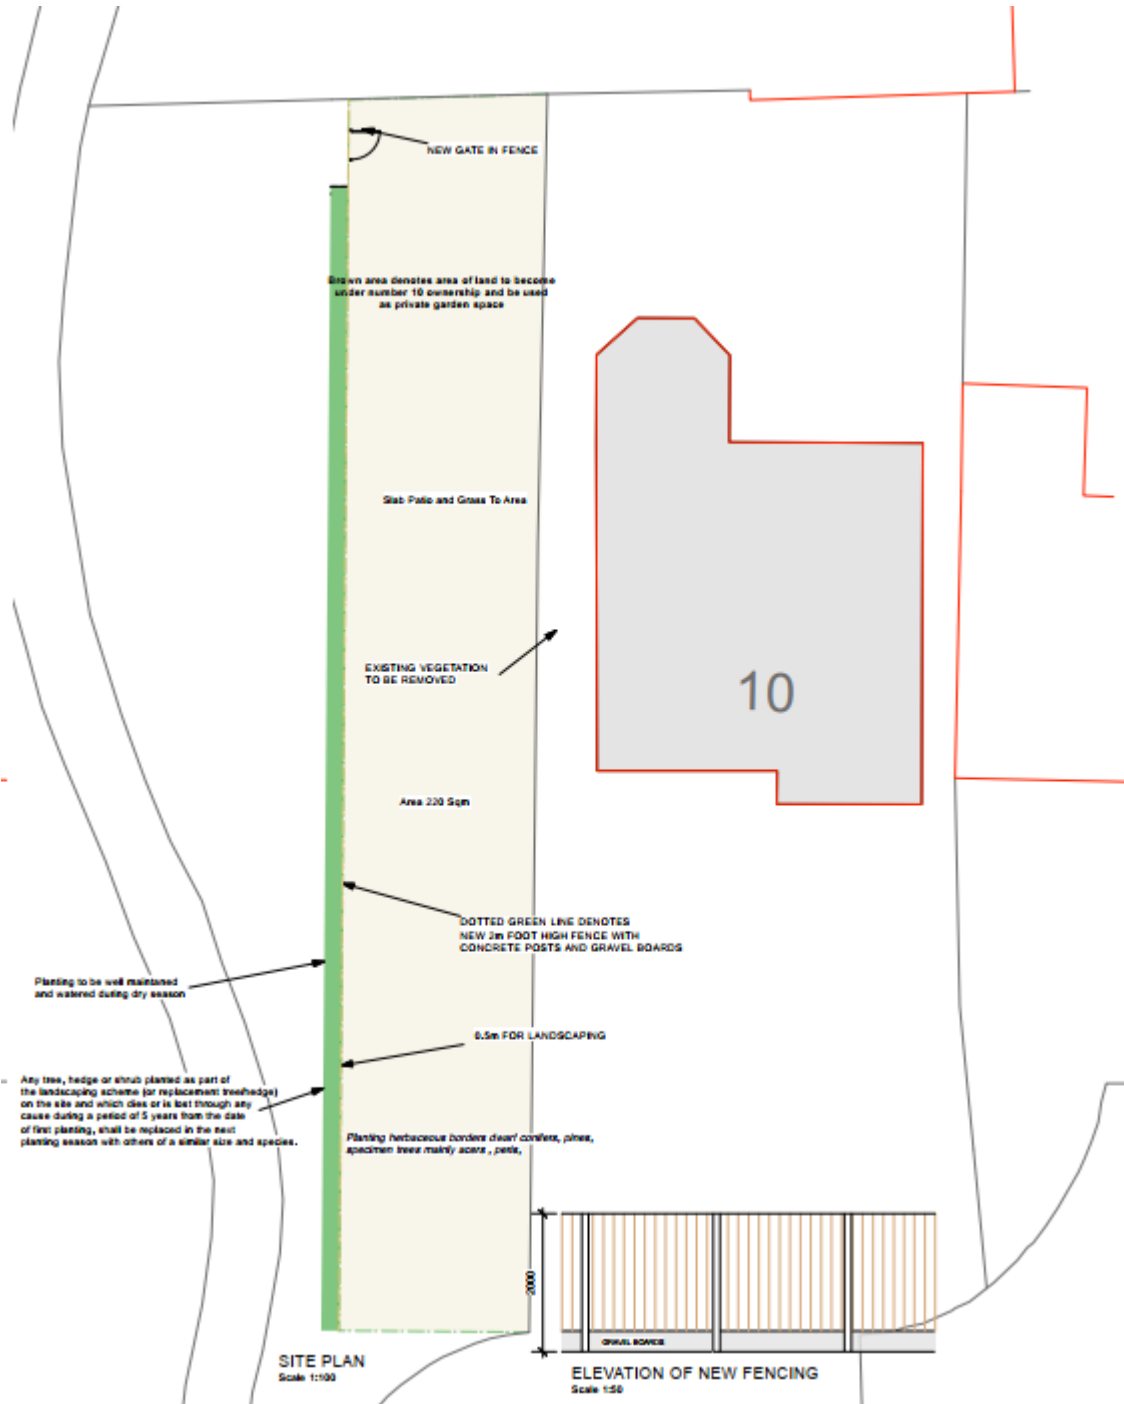 NEW GATE IN FENCE
Brown area denotes area of land to become
under number 10 ownership and be used
as private garden space
Slab Patio and Grass To Area
EXISTING VEGETATION
TO BE REMOVED
10
Area 220 Sqm
DOTTED GREEN LINE DENOTES
NEW 2m FOOT HIGH FENCE WITH
CONCRETE POSTS AND GRAVEL BOARDS
Planting to be well maintaned
and watered during dry season
0.5m FOR LANDSCAPING
Any tree, hedge or shrub planted as part of
the landscaping scheme (or replacement tree/hedge)
on the site and which dies or is lost through any
cause during a period of 5 years from the date
of first planting, shall be replaced in the next
planting season with others of a similar size and species.
Planting herbaceous borders dwarf conifers, pines,
specimen trees mainly acers ,
2000
GRAVEL BOARDS
SITE PLAN
Scale 1:100
ELEVATION OF NEW FENCING
Scale 1:50